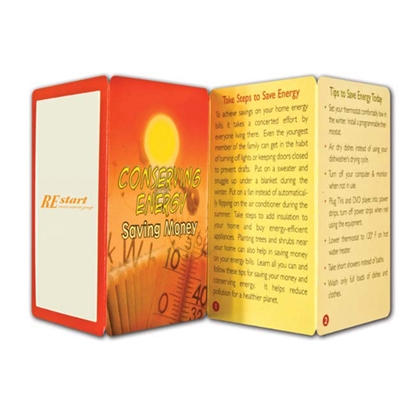 REstart
CONSERVING
ENERGY
Saving Money
Take Steps to Save Energy
To achieve savings on your home energy
bills, it takes a concerted effort by
everyone living there. Even the youngest
member of the family can get in the habit
of turning off lights or keeping doors closed
to prevent drafts. Put on a sweater and
snuggle up under a blanket during the
winter. Put on a fan instead of automatical-
ly flipping on the air conditioner during the
summer. Take steps to add insulation to
your home and buy energy-efficient
appliances. Planting trees and shrubs near
your home can also help in saving money
on your energy bills. Learn all you can and
follow these tips for saving your money and
conserving energy. It helps reduce
pollution for a healthier planet.
1
Tips to Save Energy Today
• Set your thermostat comfortably low in
the winter. Install a programmable ther-
mostat.
• Air dry dishes instead of using your
dishwasher's drying cycle.
• Turn off your computer & monitor
when not in use.
• Plug TVs and DVD players into power
strips; turn off power strips when not
using the equipment.
• Lower thermostat to 120° F on hot
water heater.
• Take short showers instead of baths.
• Wash only full loads of dishes and
clothes.
2
30
40